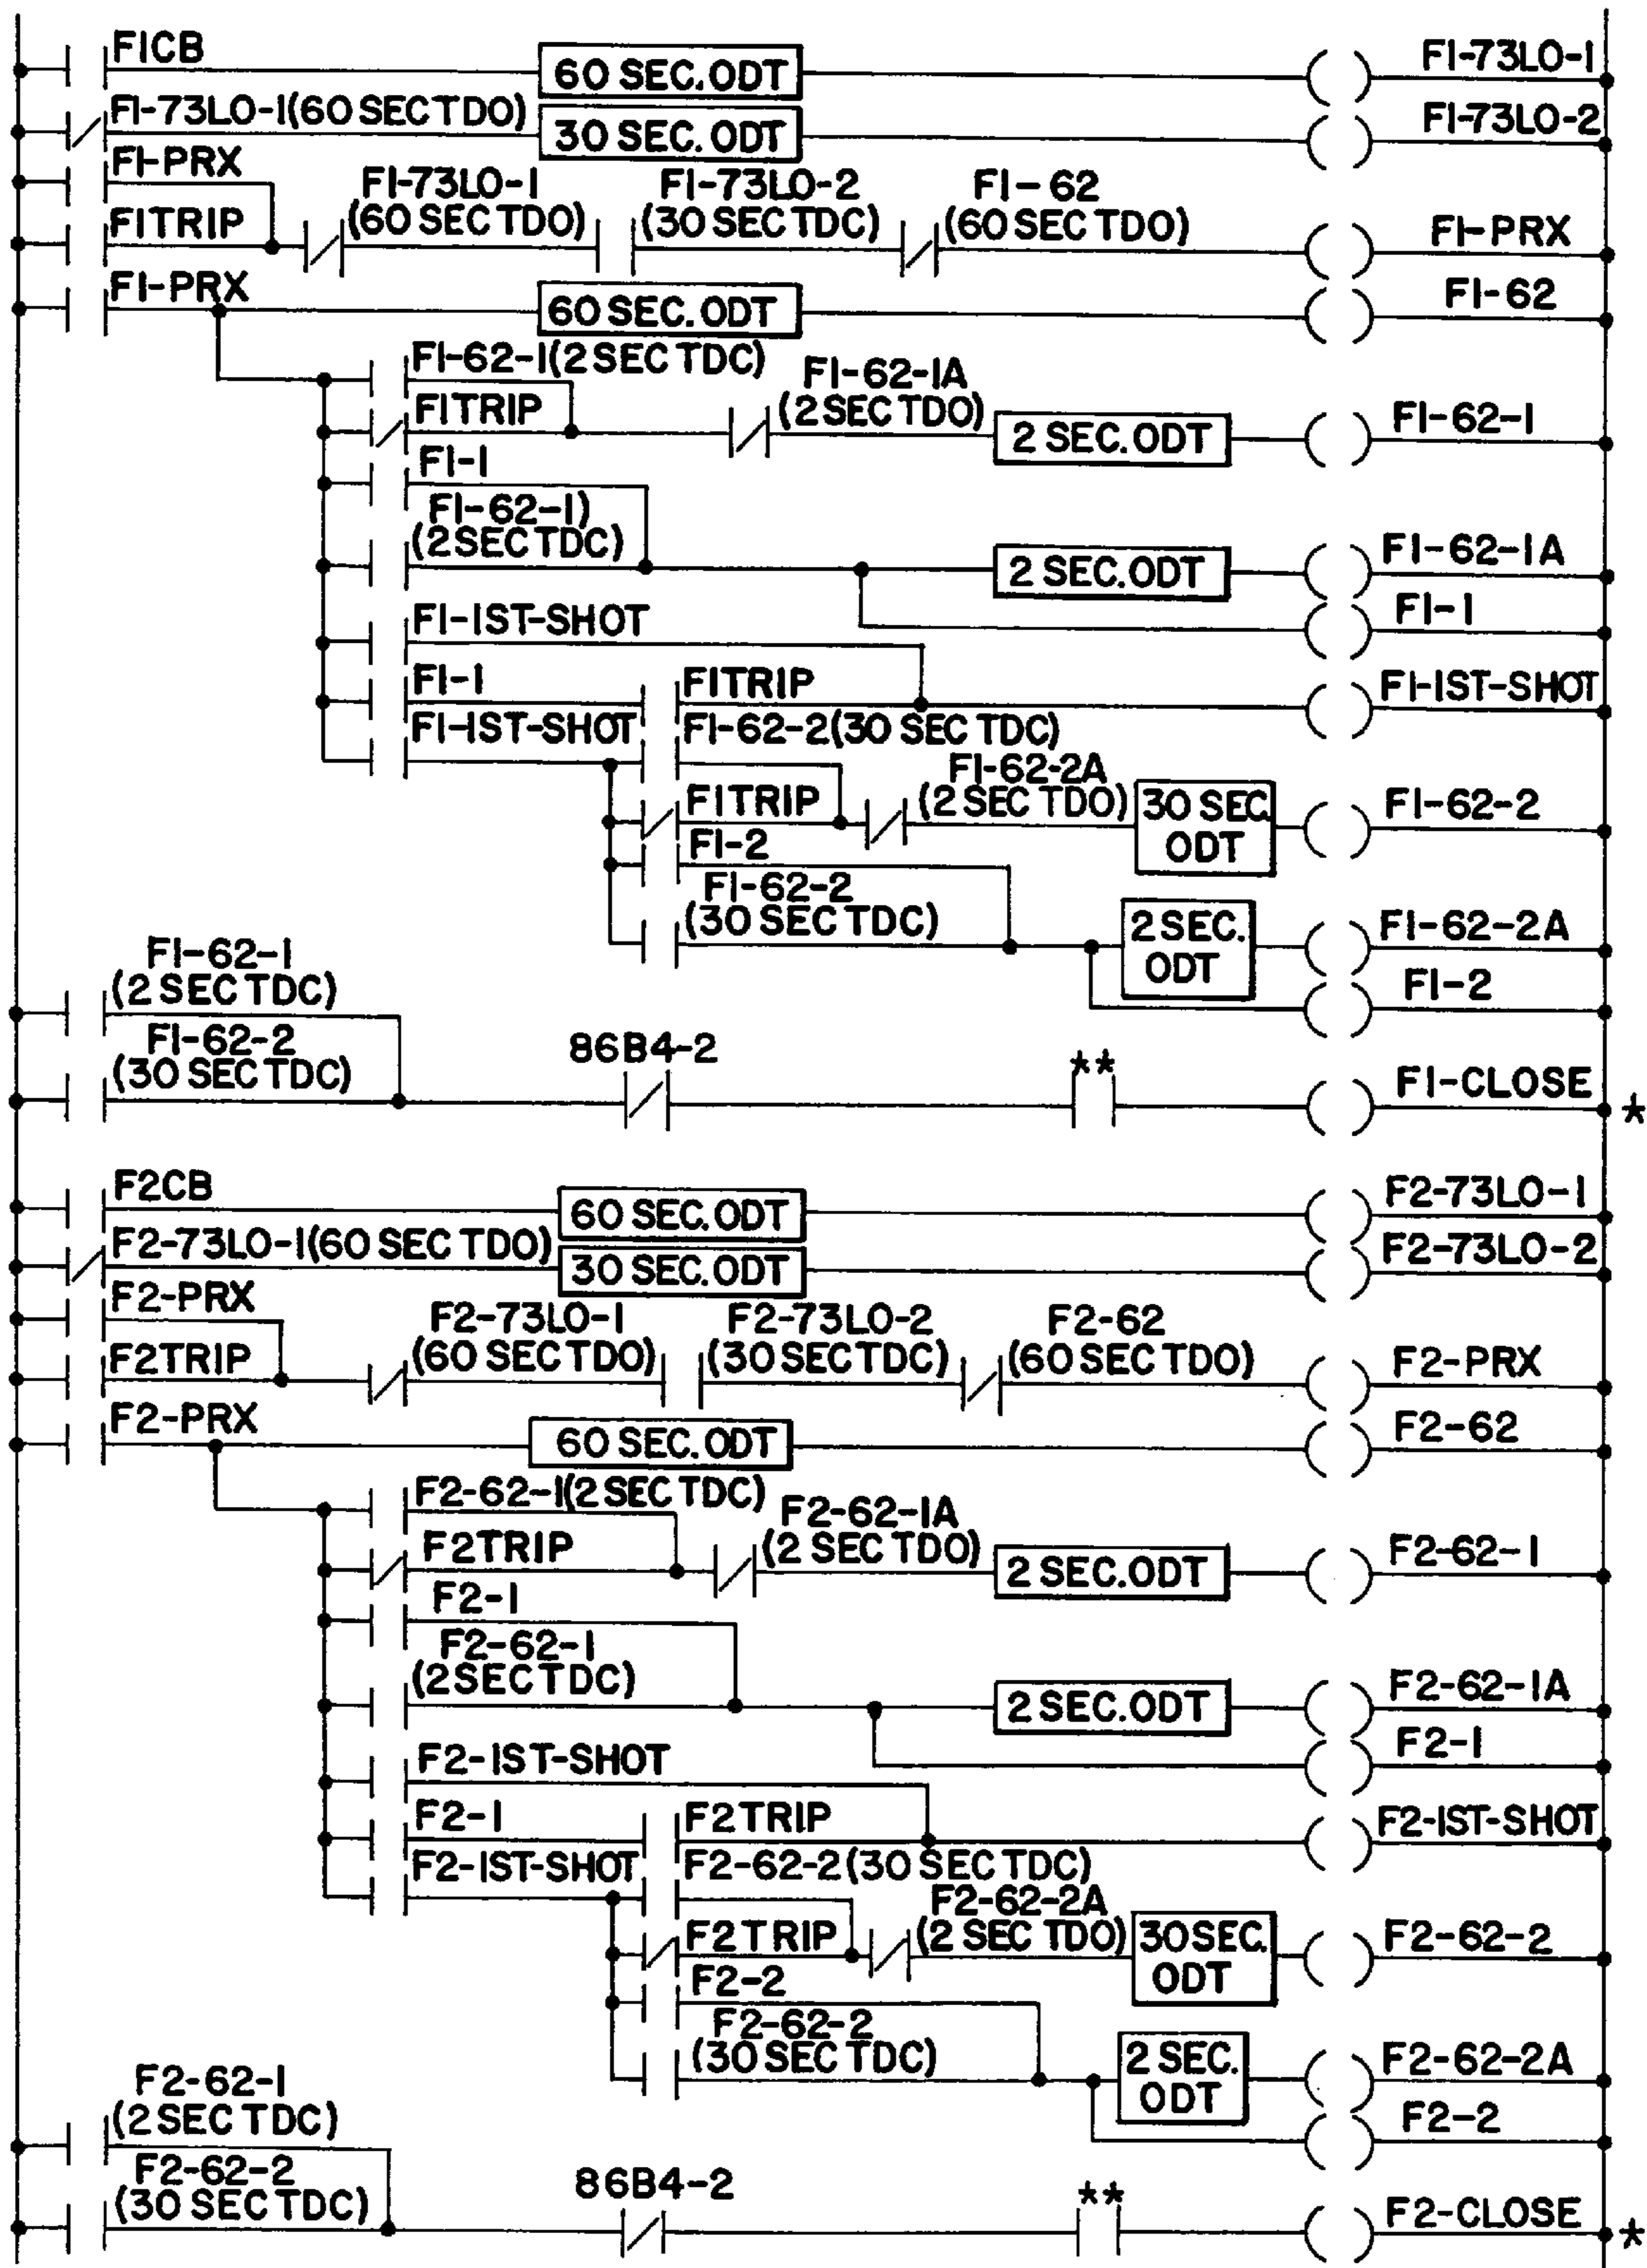 F1CB
60 SEC. ODT
F1-73LO-1
F1-73LO-1(60 SEC TDO)
30 SEC. ODT
F1-73LO-2
F1-PRX
F1-73LO-1
(60 SEC TDO)
F1-73LO-2
(30 SEC TDC)
F1-62
(60 SEC TDO)
F1TRIP
F1-PRX
F1-PRX
60 SEC. ODT
F1-62
F1-62-1(2 SEC TDC)
F1TRIP
F1-62-1A
(2 SEC TDO)
2 SEC. ODT
F1-62-1
F1-1
F1-62-1)
(2 SEC TDC)
2 SEC. ODT
F1-62-1A
F1-1
F1-1ST-SHOT
F1-1
F1TRIP
F1-1ST-SHOT
F1-1ST-SHOT
F1-62-2(30 SEC TDC)
F1TRIP
F1-62-2A
(2 SEC TDO)
30 SEC.
ODT
F1-62-2
F1-2
F1-62-2
(30 SEC TDC)
2 SEC.
ODT
F1-62-2A
F1-2
F1-62-1
(2 SEC TDC)
F1-62-2
(30 SEC TDC)
86B4-2
**
F1-CLOSE
*
F2CB
60 SEC. ODT
F2-73LO-1
F2-73LO-1(60 SEC TDO)
30 SEC. ODT
F2-73LO-2
F2-PRX
F2TRIP
F2-73LO-1
(60 SEC TDO)
F2-73LO-2
(30 SEC TDC)
F2-62
(60 SEC TDO)
F2-PRX
F2-PRX
60 SEC. ODT
F2-62
F2-62-1(2 SEC TDC)
F2TRIP
F2-62-1A
(2 SEC TDO)
2 SEC. ODT
F2-62-1
F2-1
F2-62-1
(2 SEC TDC)
2 SEC. ODT
F2-62-1A
F2-1
F2-1ST-SHOT
F2-1
F2TRIP
F2-1ST-SHOT
F2-1ST-SHOT
F2-62-2(30 SEC TDC)
F2TRIP
F2-62-2A
(2 SEC TDO)
30 SEC.
ODT
F2-62-2
F2-2
F2-62-2
(30 SEC TDC)
2 SEC.
ODT
F2-62-2A
F2-2
F2-62-1
(2 SEC TDC)
F2-62-2
(30 SEC TDC)
86B4-2
**
F2-CLOSE
*